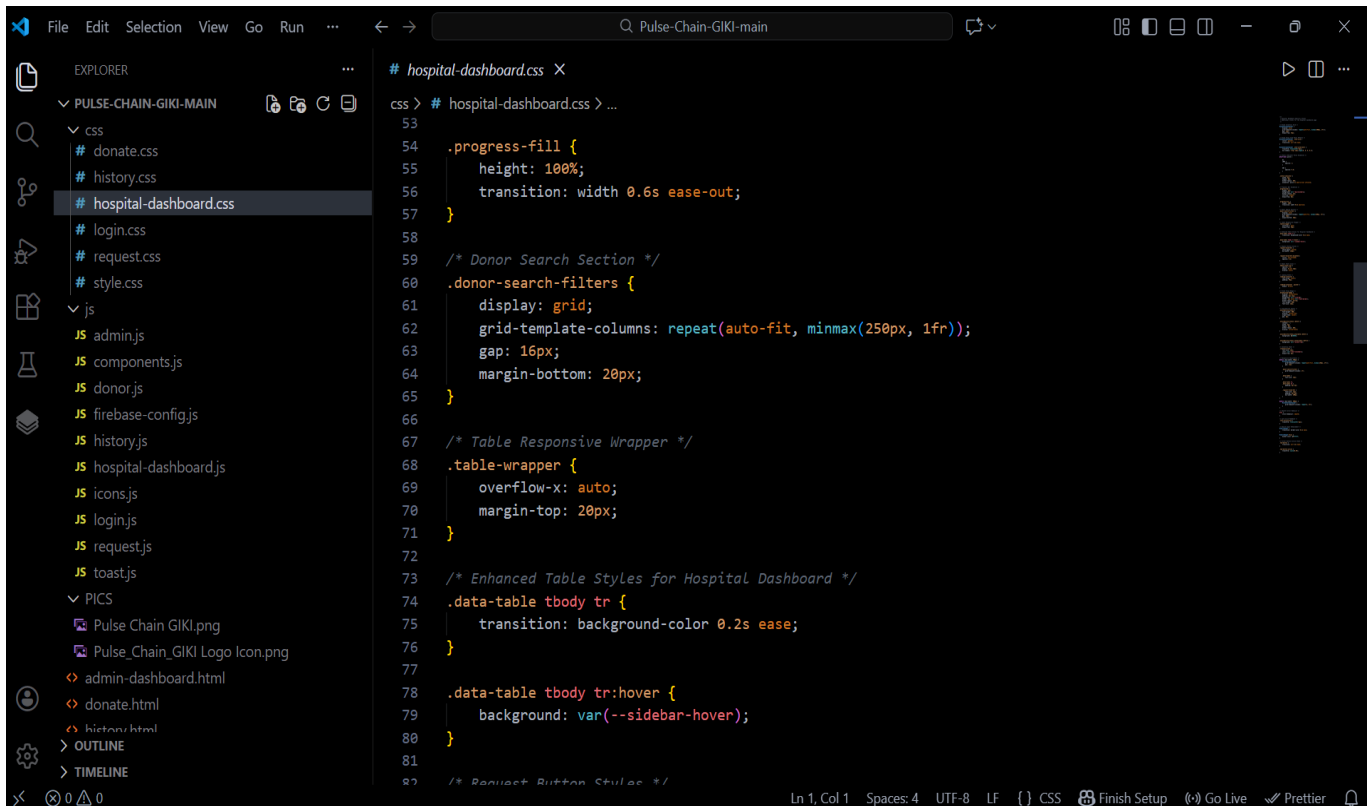 File Edit Selection View Go Run ··· Pulse-Chain-GIKI-main
EXPLORER
PULSE-CHAIN-GIKI-MAIN
css
# donate.css
# history.css
# hospital-dashboard.css
# login.css
# request.css
# style.css
js
JS admin.js
JS components.js
JS donor.js
JS firebase-config.js
JS history.js
JS hospital-dashboard.js
JS icons.js
JS login.js
JS request.js
JS toast.js
PICS
Pulse Chain GIKI.png
Pulse_Chain_GIKI Logo Icon.png
<> admin-dashboard.html
<> donate.html
<> history.html
OUTLINE
TIMELINE
# hospital-dashboard.css
css > # hospital-dashboard.css > ...
53
54 .progress-fill {
55     height: 100%;
56     transition: width 0.6s ease-out;
57 }
58
59 /* Donor Search Section */
60 .donor-search-filters {
61     display: grid;
62     grid-template-columns: repeat(auto-fit, minmax(250px, 1fr));
63     gap: 16px;
64     margin-bottom: 20px;
65 }
66
67 /* Table Responsive Wrapper */
68 .table-wrapper {
69     overflow-x: auto;
70     margin-top: 20px;
71 }
72
73 /* Enhanced Table Styles for Hospital Dashboard */
74 .data-table tbody tr {
75     transition: background-color 0.2s ease;
76 }
77
78 .data-table tbody tr:hover {
79     background: var(--sidebar-hover);
80 }
81
82 /* Request Button Styles */
0 0 Ln 1, Col 1 Spaces: 4 UTF-8 LF {} CSS Finish Setup Go Live Prettier